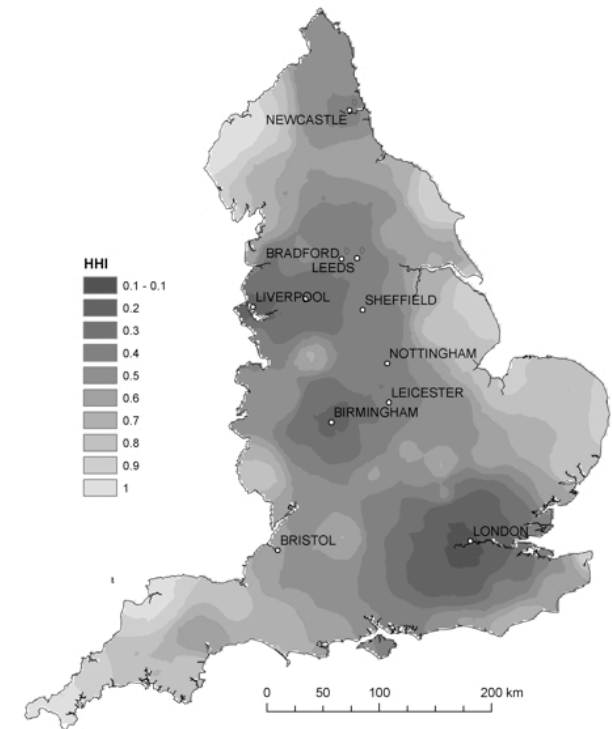 NEWCASTLE
BRADFORD
LEEDS
HHI
0.1 - 0.1
0.2
0.3
0.4
0.5
0.6
0.7
0.8
0.9
1
LIVERPOOL
SHEFFIELD
NOTTINGHAM
LEICESTER
BIRMINGHAM
LONDON
BRISTOL
0 50 100 200 km